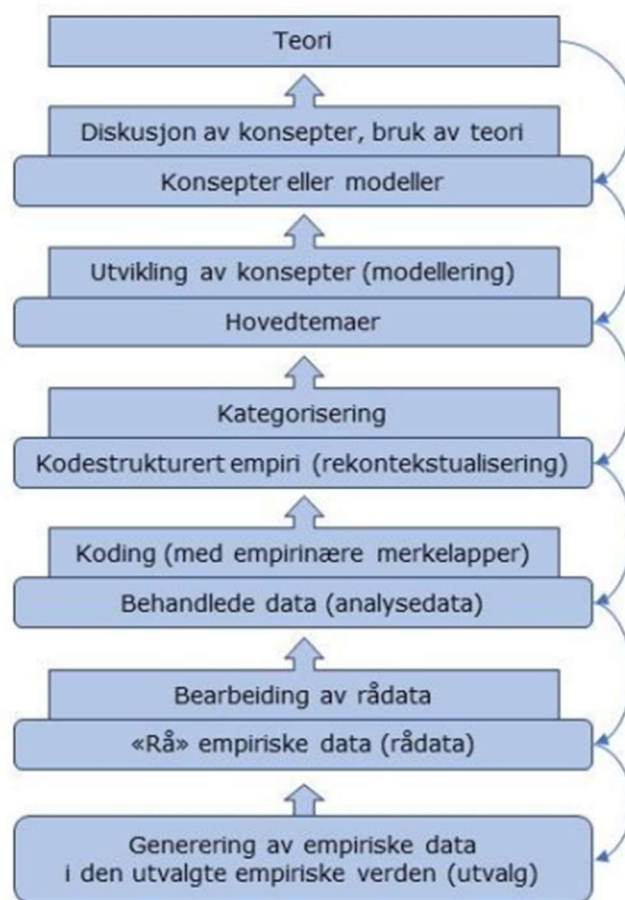 Teori
Diskusjon av konsepter, bruk av teori
Konsepter eller modeller
Utvikling av konsepter (modellering)
Hovedtemaer
Kategorisering
Kodestrukturert empiri (rekontekstualisering)
Koding (med empirinære merkelapper)
Behandlede data (analysedata)
Bearbeiding av rådata
«Rå» empiriske data (rådata)
Generering av empiriske data
i den utvalgte empiriske verden (utvalg)